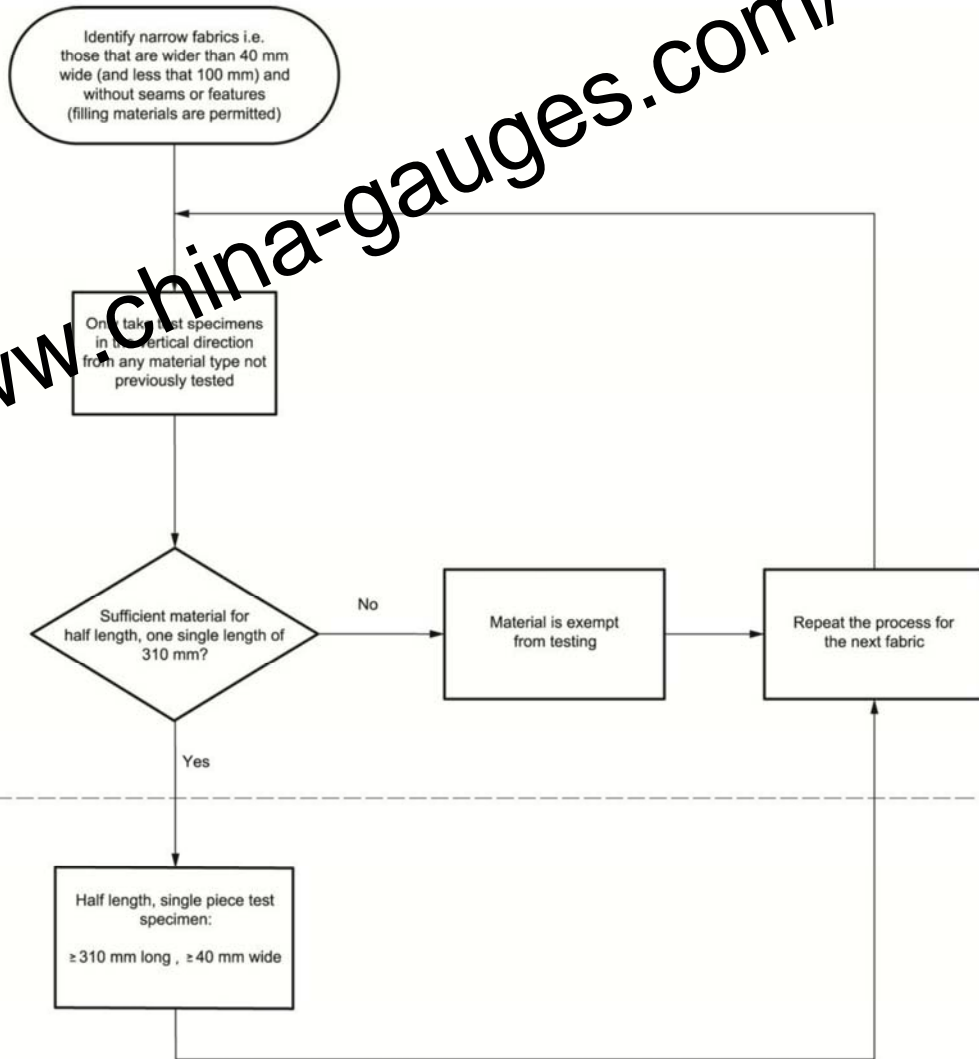 Identify narrow fabrics i.e.
those that are wider than 40 mm
wide (and less that 100 mm) and
without seams or features
(filling materials are permitted)
www.china-gauges.com/
Only take test specimens
in the vertical direction
from any material type not
previously tested
Sufficient material for
half length, one single length of
310 mm?
No
Material is exempt
from testing
Repeat the process for
the next fabric
Yes
Half length, single piece test
specimen:
≥310 mm long , ≥40 mm wide